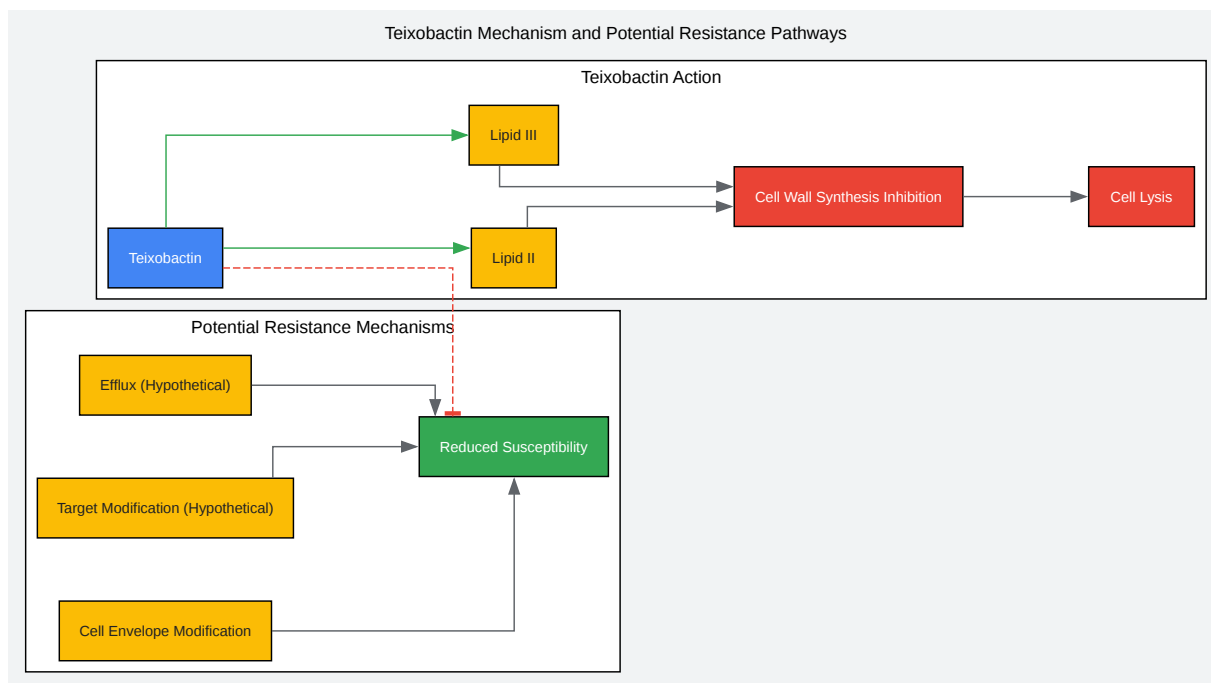 Teixobactin Mechanism and Potential Resistance Pathways
Teixobactin Action
Lipid III
Cell Wall Synthesis Inhibition
Cell Lysis
Teixobactin
Lipid II
Potential Resistance Mechanisms
Efflux (Hypothetical)
Reduced Susceptibility
Target Modification (Hypothetical)
Cell Envelope Modification